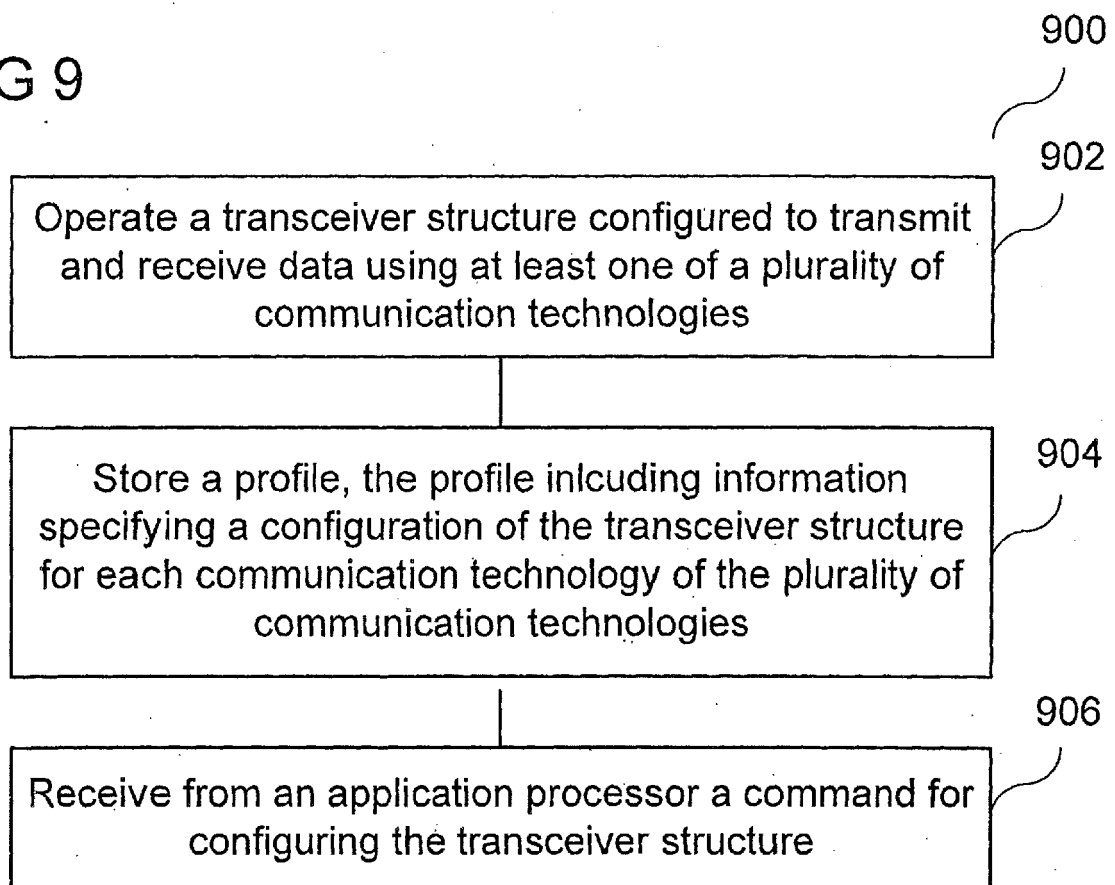 900
G 9
902
Operate a transceiver structure configured to transmit
and receive data using at least one of a plurality of
communication technologies
904
Store a profile, the profile inlcuding information
specifying a configuration of the transceiver structure
for each communication technology of the plurality of
communication technologies
906
Receive from an application processor a command for
configuring the transceiver structure